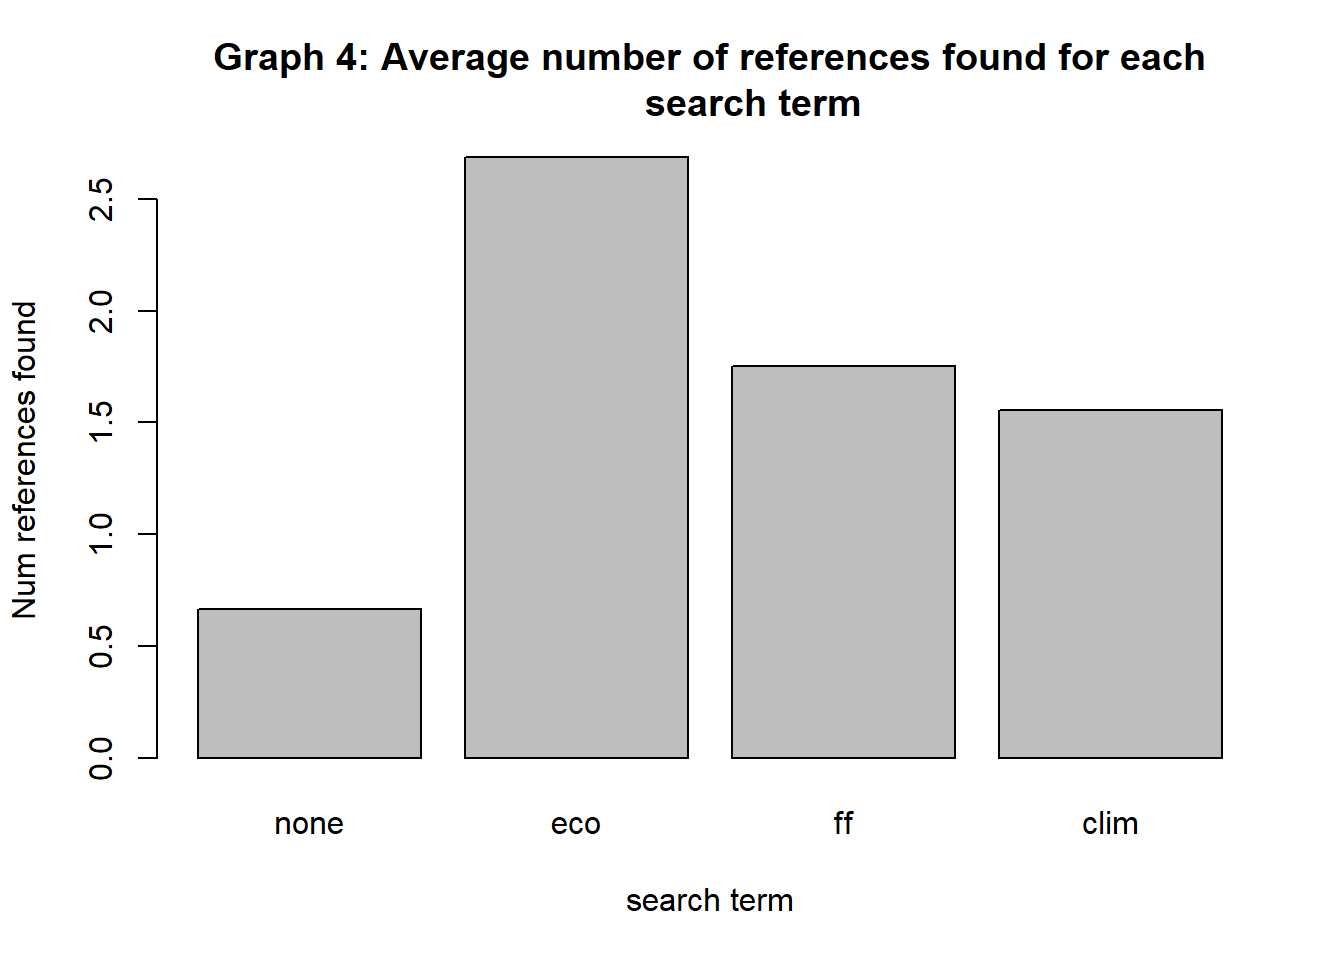 Graph 4: Average number of references found for each
search term
Num references found
2.5
2.0
1.5
1.0
0.5
0.0
none eco ff clim
search term